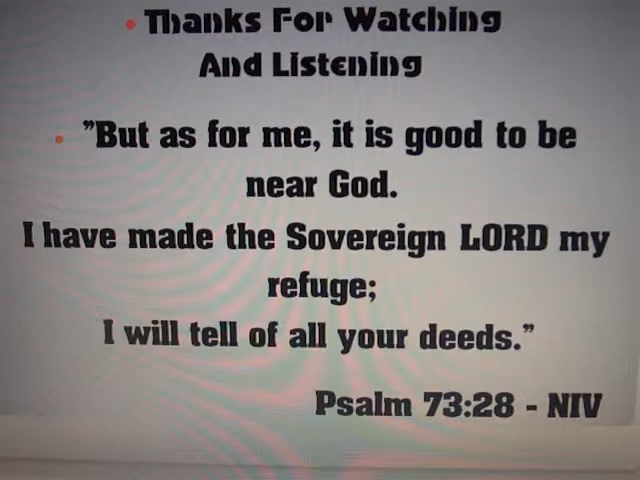 • Thanks For Watching
And Listening
• "But as for me, it is good to be
near God.
I have made the Sovereign LORD my
refuge;
I will tell of all your deeds."
Psalm 73:28 - NIV